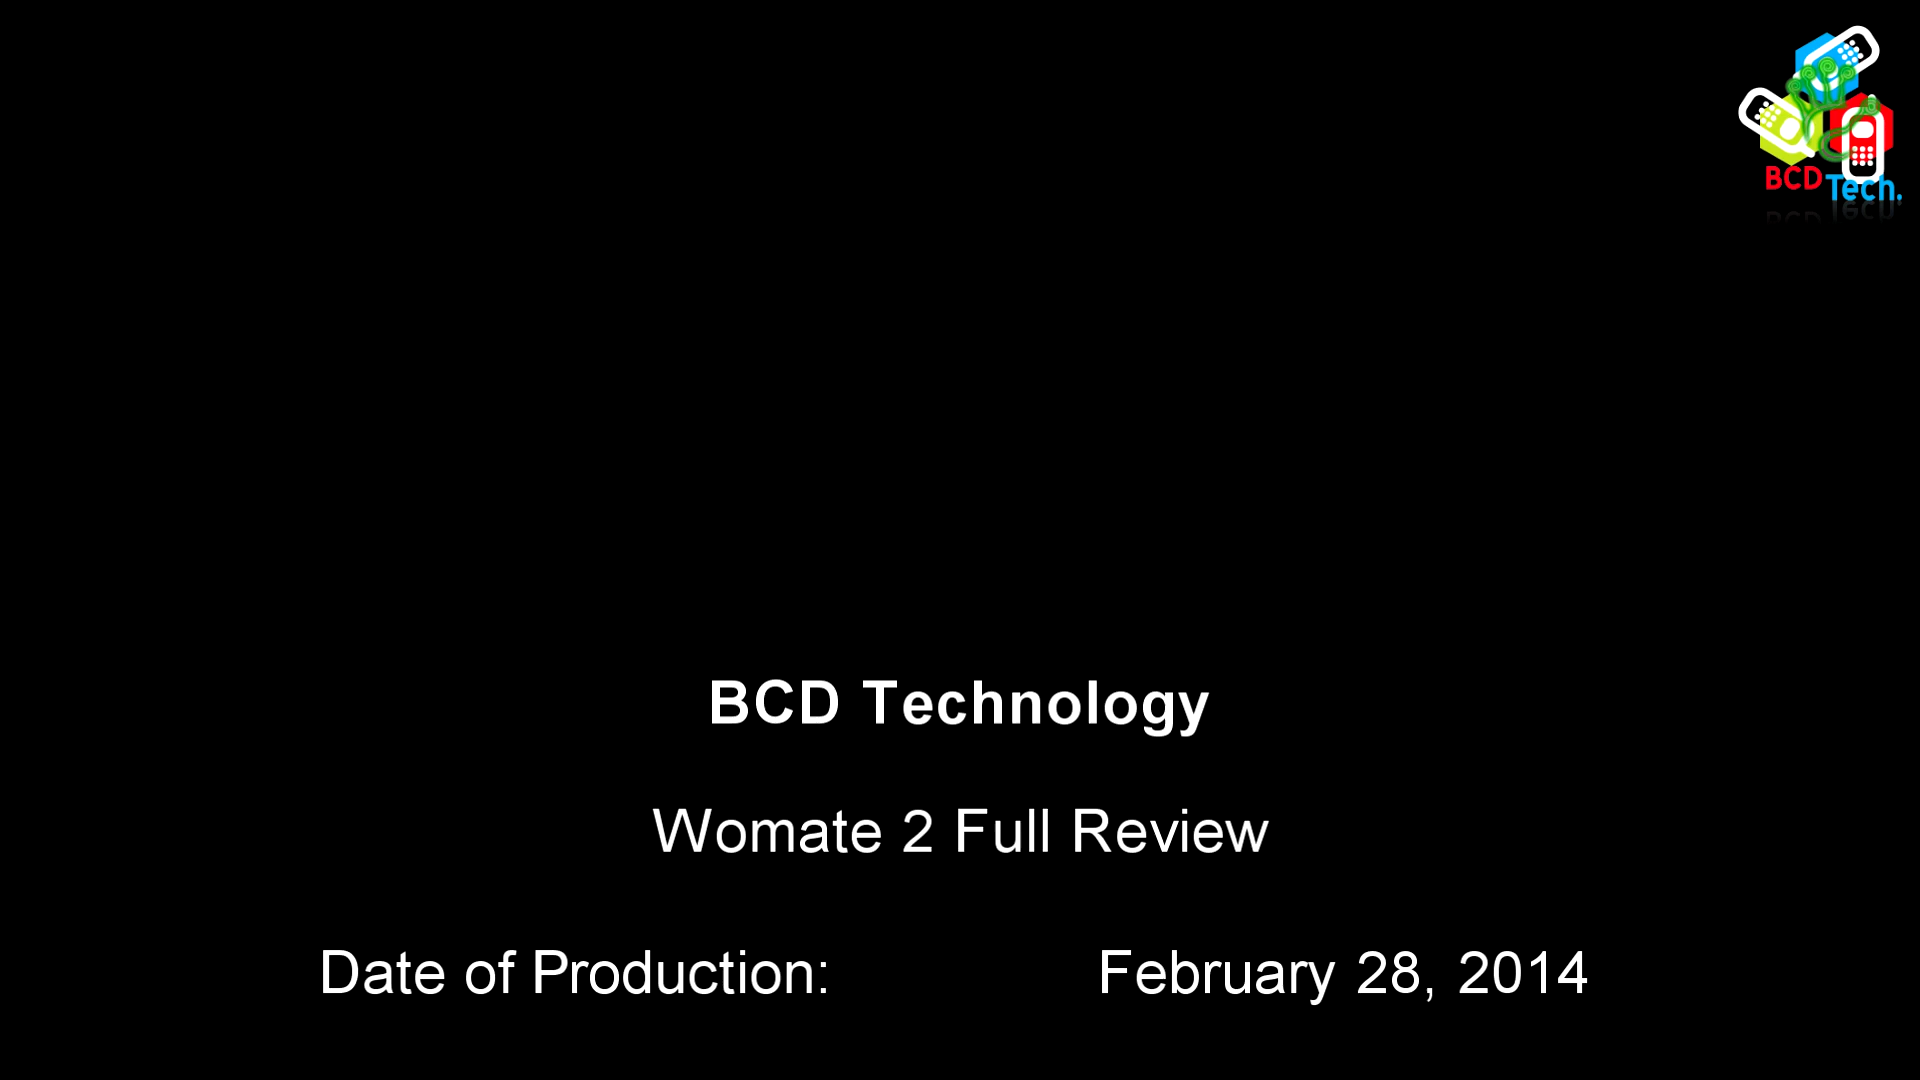 BCD Tech.
BCD Technology
Womate 2 Full Review
Date of Production: February 28, 2014